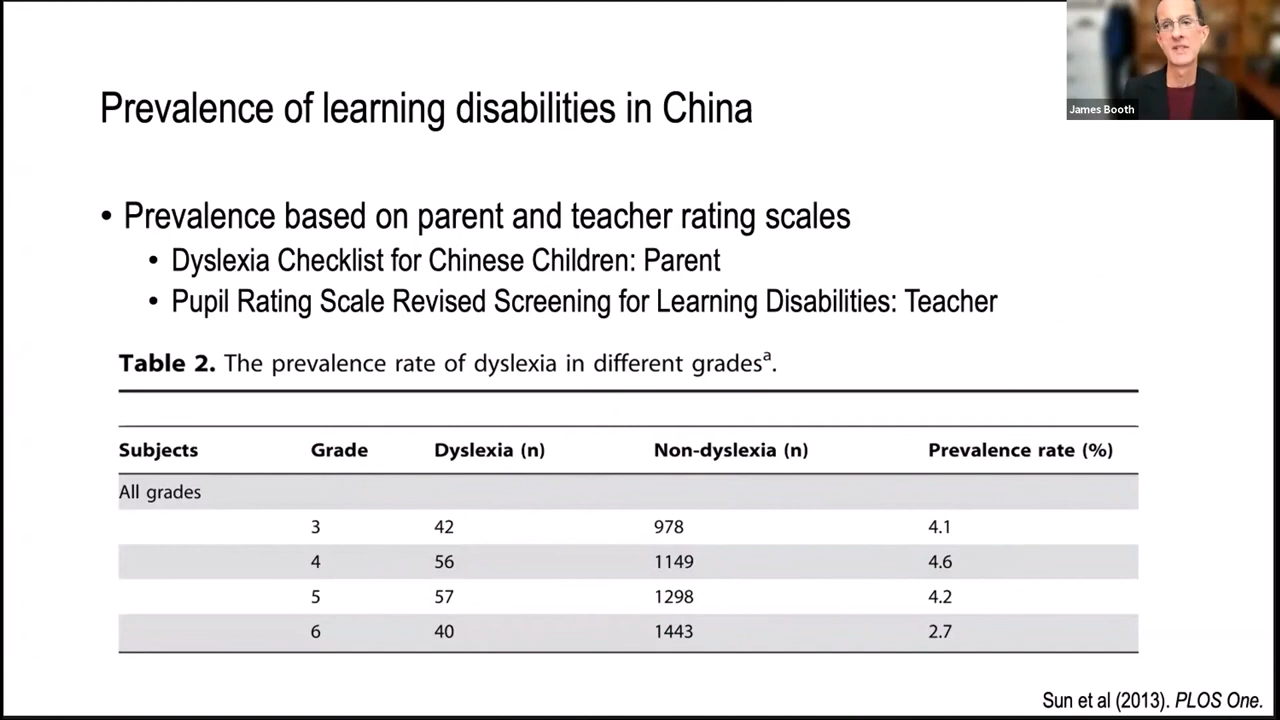 James Booth
Prevalence of learning disabilities in China
• Prevalence based on parent and teacher rating scales
• Dyslexia Checklist for Chinese Children: Parent
• Pupil Rating Scale Revised Screening for Learning Disabilities: Teacher
Table 2. The prevalence rate of dyslexia in different gradesa.
Subjects Grade Dyslexia (n) Non-dyslexia (n) Prevalence rate (%)
All grades
3 42 978 4.1
4 56 1149 4.6
5 57 1298 4.2
6 40 1443 2.7
Sun et al (2013). PLOS One.